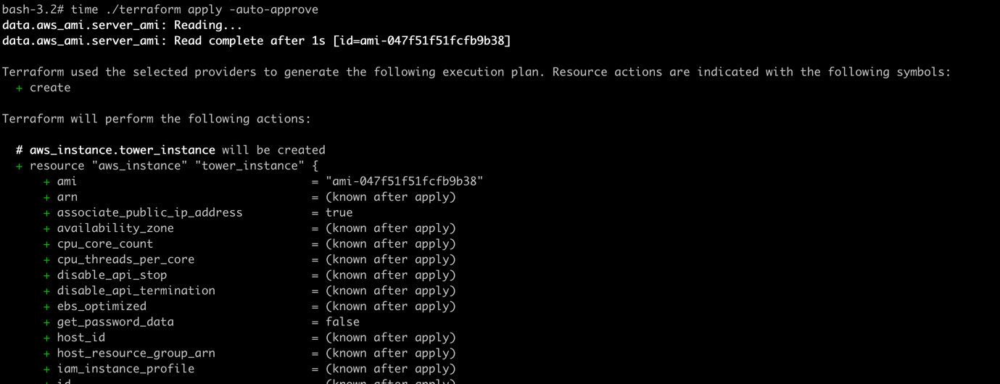 bash-3.2# time ./terraform apply -auto-approve
data.aws_ami.server_ami: Reading...
data.aws_ami.server_ami: Read complete after 1s [id=ami-047f51f51fcfb9b38]
Terraform used the selected providers to generate the following execution plan. Resource actions are indicated with the following symbols:
+ create
Terraform will perform the following actions:
# aws_instance.tower_instance will be created
+ resource "aws_instance" "tower_instance" {
+ ami = "ami-047f51f51fcfb9b38"
+ arn = (known after apply)
+ associate_public_ip_address = true
+ availability_zone = (known after apply)
+ cpu_core_count = (known after apply)
+ cpu_threads_per_core = (known after apply)
+ disable_api_stop = (known after apply)
+ disable_api_termination = (known after apply)
+ ebs_optimized = (known after apply)
+ get_password_data = false
+ host_id = (known after apply)
+ host_resource_group_arn = (known after apply)
+ iam_instance_profile = (known after apply)
+ id = (known after apply)